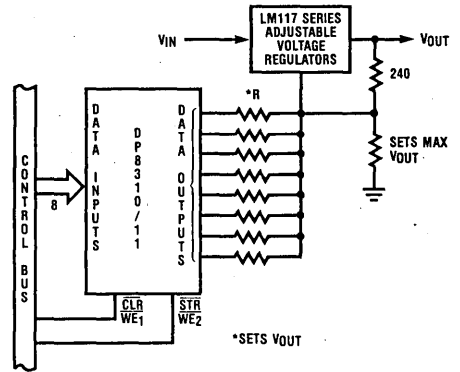 LM117 SERIES
ADJUSTABLE
VOLTAGE
REGULATORS
VIN
VOUT
240
*R
SETS MAX
VOUT
CONTROL BUS
8
DATA INPUTS
DP8310/11
DATA OUTPUTS
CLR
WE1
STR
WE2
*SETS VOUT